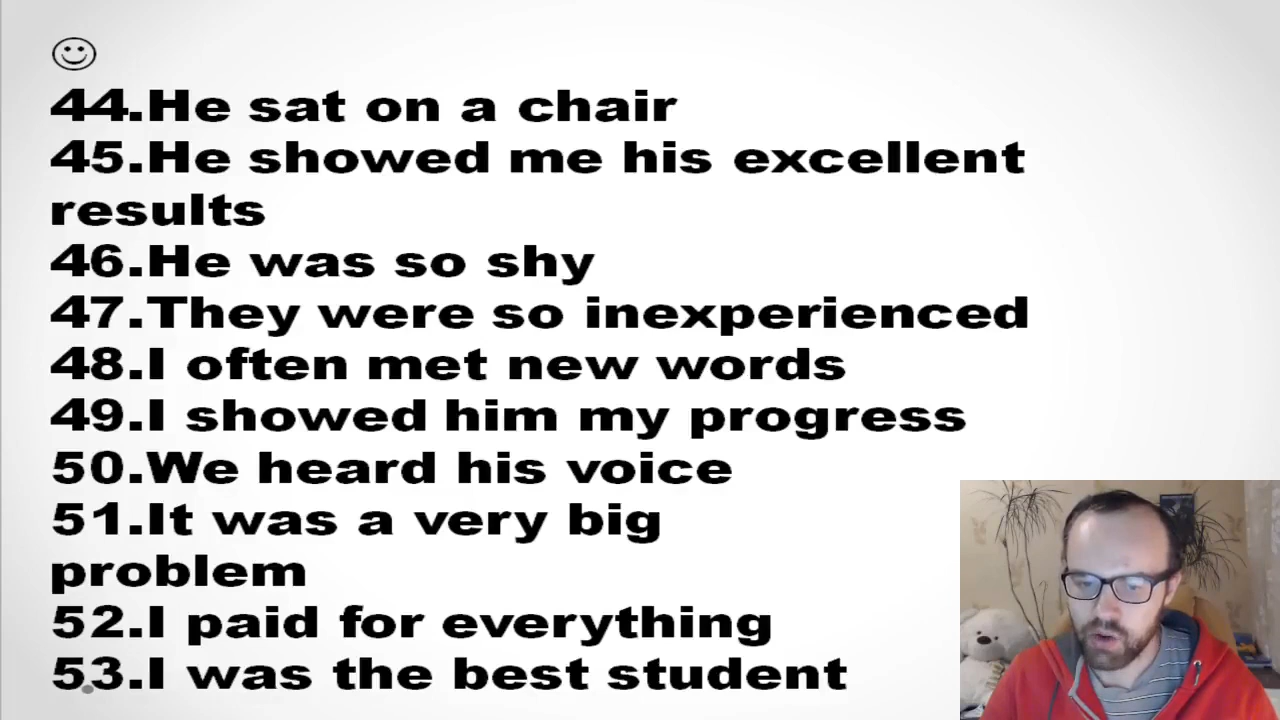 44.He sat on a chair
45.He showed me his excellent
results
46.He was so shy
47.They were so inexperienced
48.I often met new words
49.I showed him my progress
50.We heard his voice
51.It was a very big
problem
52.I paid for everything
53.I was the best student